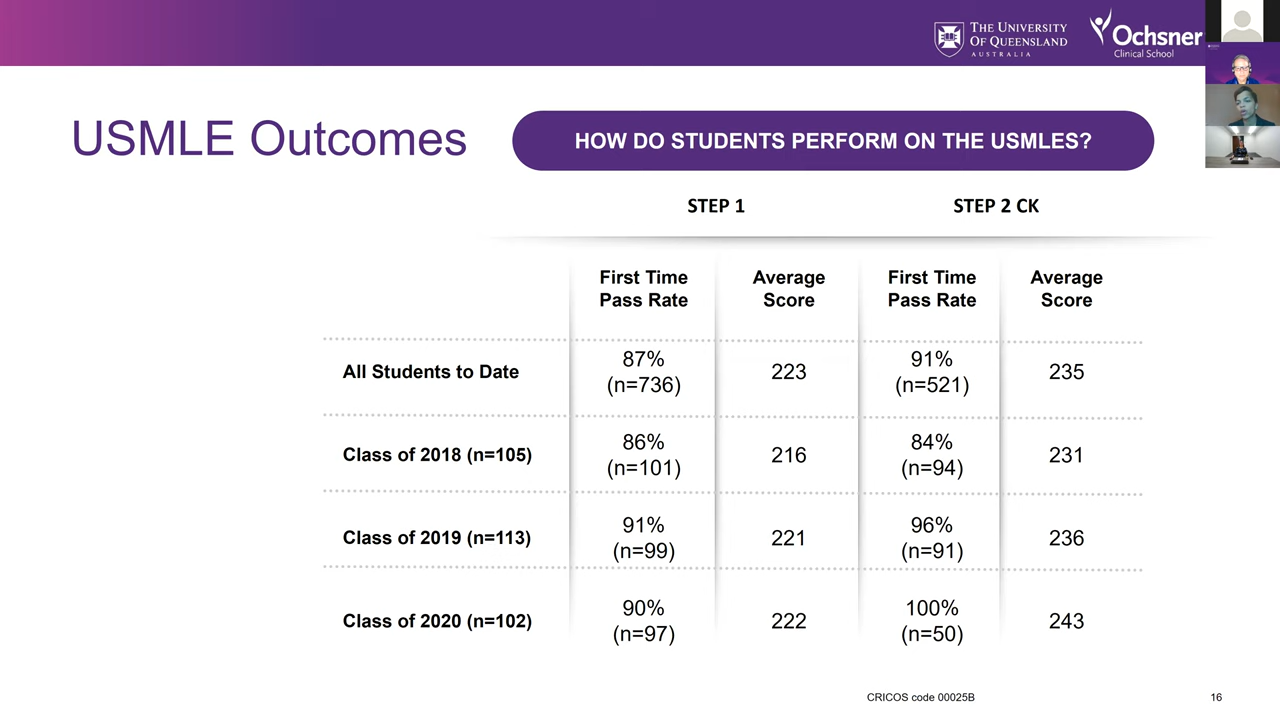 THE UNIVERSITY
OF QUEENSLAND
AUSTRALIA
Ochsner
Clinical School
USMLE Outcomes
HOW DO STUDENTS PERFORM ON THE USMLES?
STEP 1 STEP 2 CK
First Time Average First Time Average
Pass Rate Score Pass Rate Score
87% 91%
All Students to Date 223 235
(n=736) (n=521)
86% 84%
Class of 2018 (n=105) 216 231
(n=101) (n=94)
91% 96%
Class of 2019 (n=113) 221 236
(n=99) (n=91)
90% 100%
Class of 2020 (n=102) 222 243
(n=97) (n=50)
CRICOS code 00025B 16